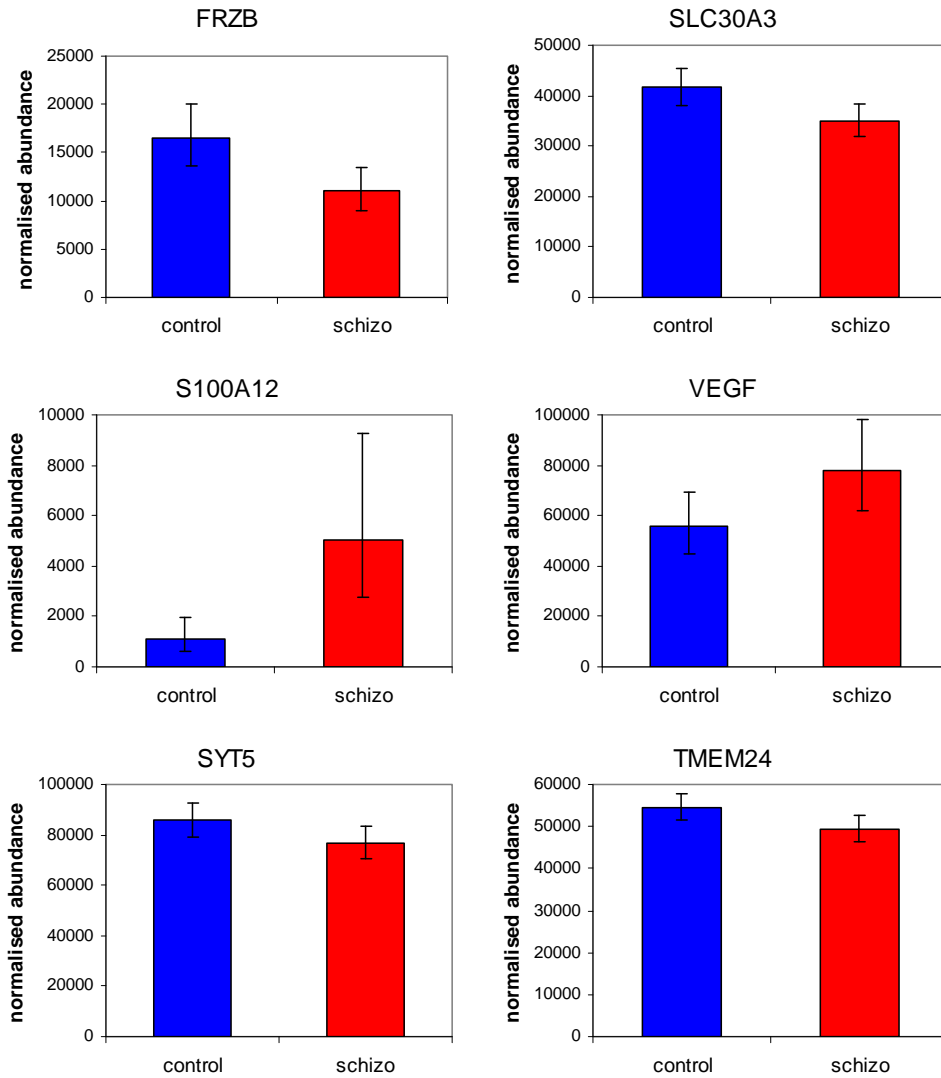 FRZB
normalised abundance
25000
20000
15000
10000
5000
0
control schizo
SLC30A3
normalised abundance
50000
40000
30000
20000
10000
0
control schizo
S100A12
normalised abundance
10000
8000
6000
4000
2000
0
control schizo
VEGF
normalised abundance
100000
80000
60000
40000
20000
0
control schizo
SYT5
normalised abundance
100000
80000
60000
40000
20000
0
control schizo
TMEM24
normalised abundance
60000
50000
40000
30000
20000
10000
0
control schizo